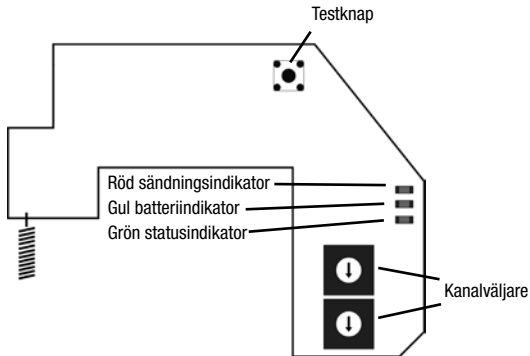 Testknap
Röd sändningsindikator
Gul batteriindikator
Grön statusindikator
Kanalväljare